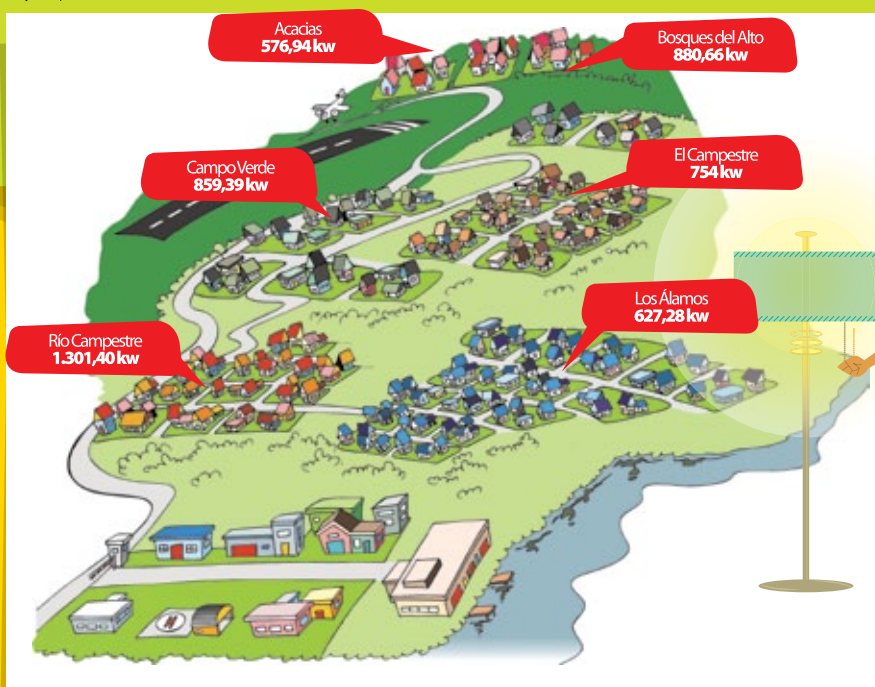 Acacias
576,94 kw
Bosques del Alto
880,66 kw
Campo Verde
859,39 kw
El Campestre
754 kw
Los Álamos
627,28 kw
Río Campestre
1.301,40 kw
H